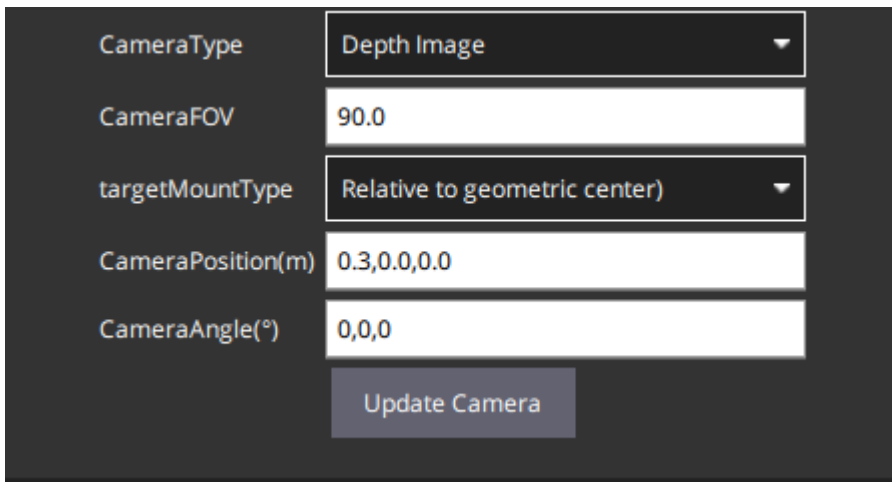 CameraType Depth Image
CameraFOV 90.0
targetMountType Relative to geometric center)
CameraPosition(m) 0.3,0.0,0.0
CameraAngle(°) 0,0,0
Update Camera